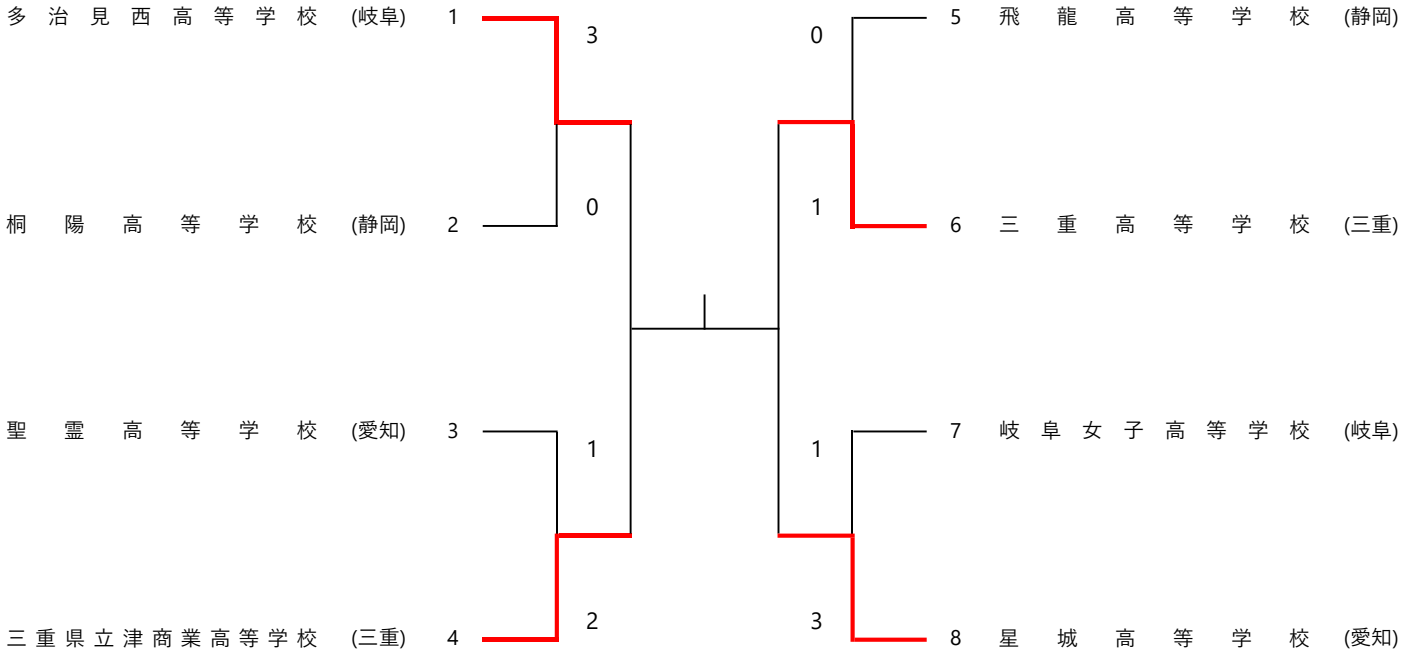 多治見西高等学校 (岐阜) 1
3
0
5 飛龍高等学校 (静岡)
桐陽高等学校 (静岡) 2
0
1
6 三重高等学校 (三重)
聖霊高等学校 (愛知) 3
1
1
7 岐阜女子高等学校 (岐阜)
三重県立津商業高等学校 (三重) 4
2
3
8 星城高等学校 (愛知)